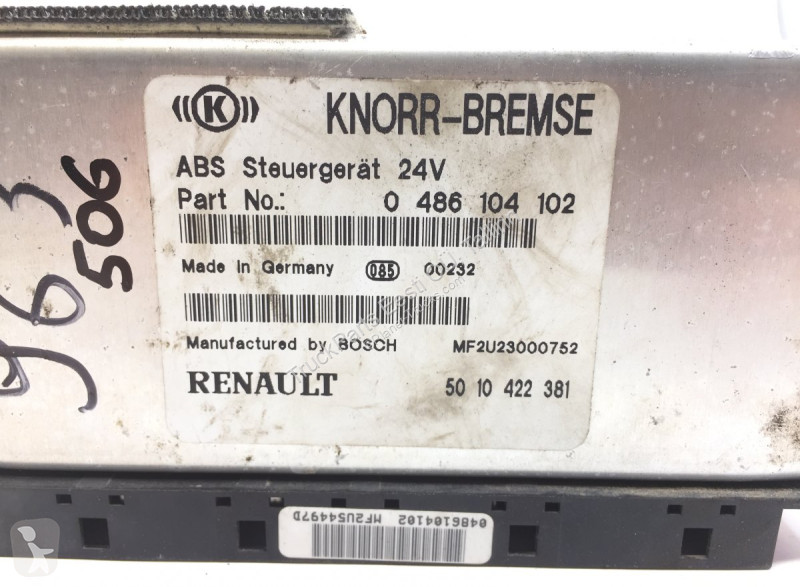 K KNORR-BREMSE
ABS Steuergerät 24V
Part No.: 0 486 104 102
Made in Germany 085 00232
Manufactured by BOSCH MF2U23000752
RENAULT 50 10 422 381
506
963
0486104102 MF2U54497D